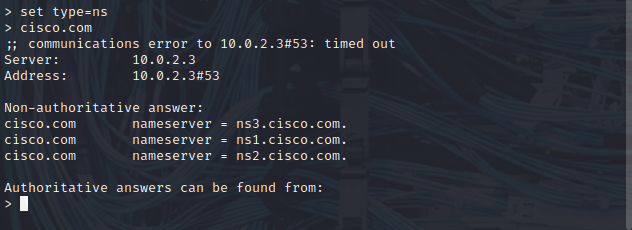 > set type=ns
> cisco.com
;; communications error to 10.0.2.3#53: timed out
Server:         10.0.2.3
Address:        10.0.2.3#53

Non-authoritative answer:
cisco.com       nameserver = ns3.cisco.com.
cisco.com       nameserver = ns1.cisco.com.
cisco.com       nameserver = ns2.cisco.com.

Authoritative answers can be found from:
>